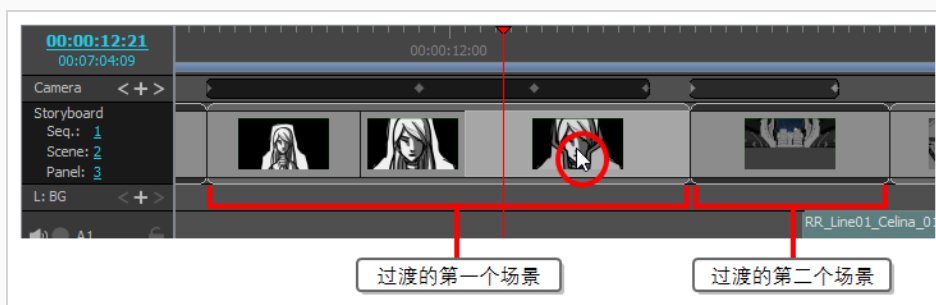 00:00:12:21
00:07:04:09
00:00:12:00
Camera < + >
Storyboard
Seq.: 1
Scene: 2
Panel: 3
L: BG < + >
A1
RR_Line01_Celina_01
过渡的第一个场景
过渡的第二个场景